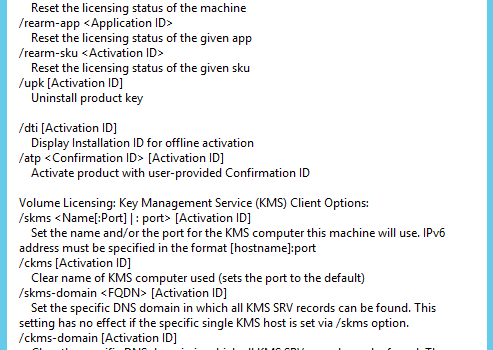 Reset the licensing status of the machine
/rearm-app <Application ID>
Reset the licensing status of the given app
/rearm-sku <Activation ID>
Reset the licensing status of the given sku
/upk [Activation ID]
Uninstall product key
/dti [Activation ID]
Display Installation ID for offline activation
/atp <Confirmation ID> [Activation ID]
Activate product with user-provided Confirmation ID
Volume Licensing: Key Management Service (KMS) Client Options:
/skms <Name[:Port] | : port> [Activation ID]
Set the name and/or the port for the KMS computer this machine will use. IPv6
address must be specified in the format [hostname]:port
/ckms [Activation ID]
Clear name of KMS computer used (sets the port to the default)
/skms-domain <FQDN> [Activation ID]
Set the specific DNS domain in which all KMS SRV records can be found. This
setting has no effect if the specific single KMS host is set via /skms option.
/ckms-domain [Activation ID]